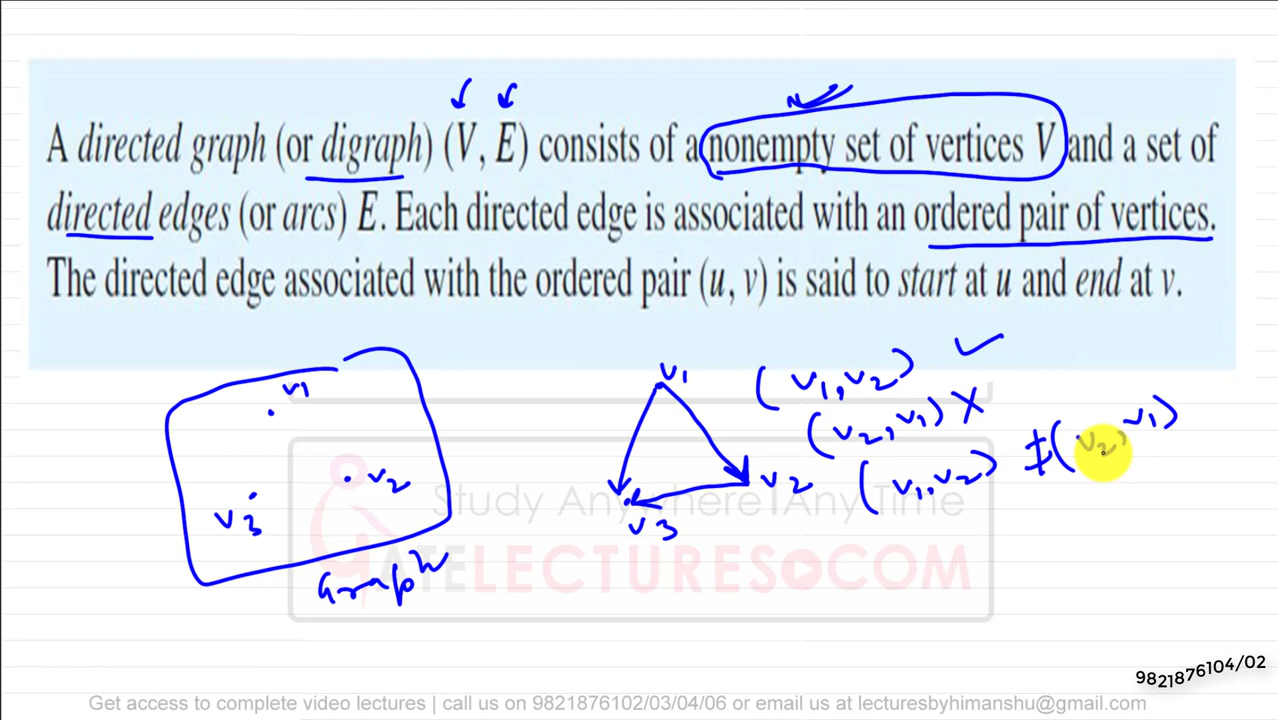 A directed graph (or digraph) (V, E) consists of a nonempty set of vertices V and a set of
directed edges (or arcs) E. Each directed edge is associated with an ordered pair of vertices.
The directed edge associated with the ordered pair (u, v) is said to start at u and end at v.
v1
v2
v3
Graph
v1
v2
v3
(v1, v2) ✓
(v2, v1) ×
(v1, v2) ≠ (v2, v1)
Study Anywhere Any Time
GATELECTURES.COM
9821876104/02
Get access to complete video lectures | call us on 9821876102/03/04/06 or email us at lecturesbyhimanshu@gmail.com